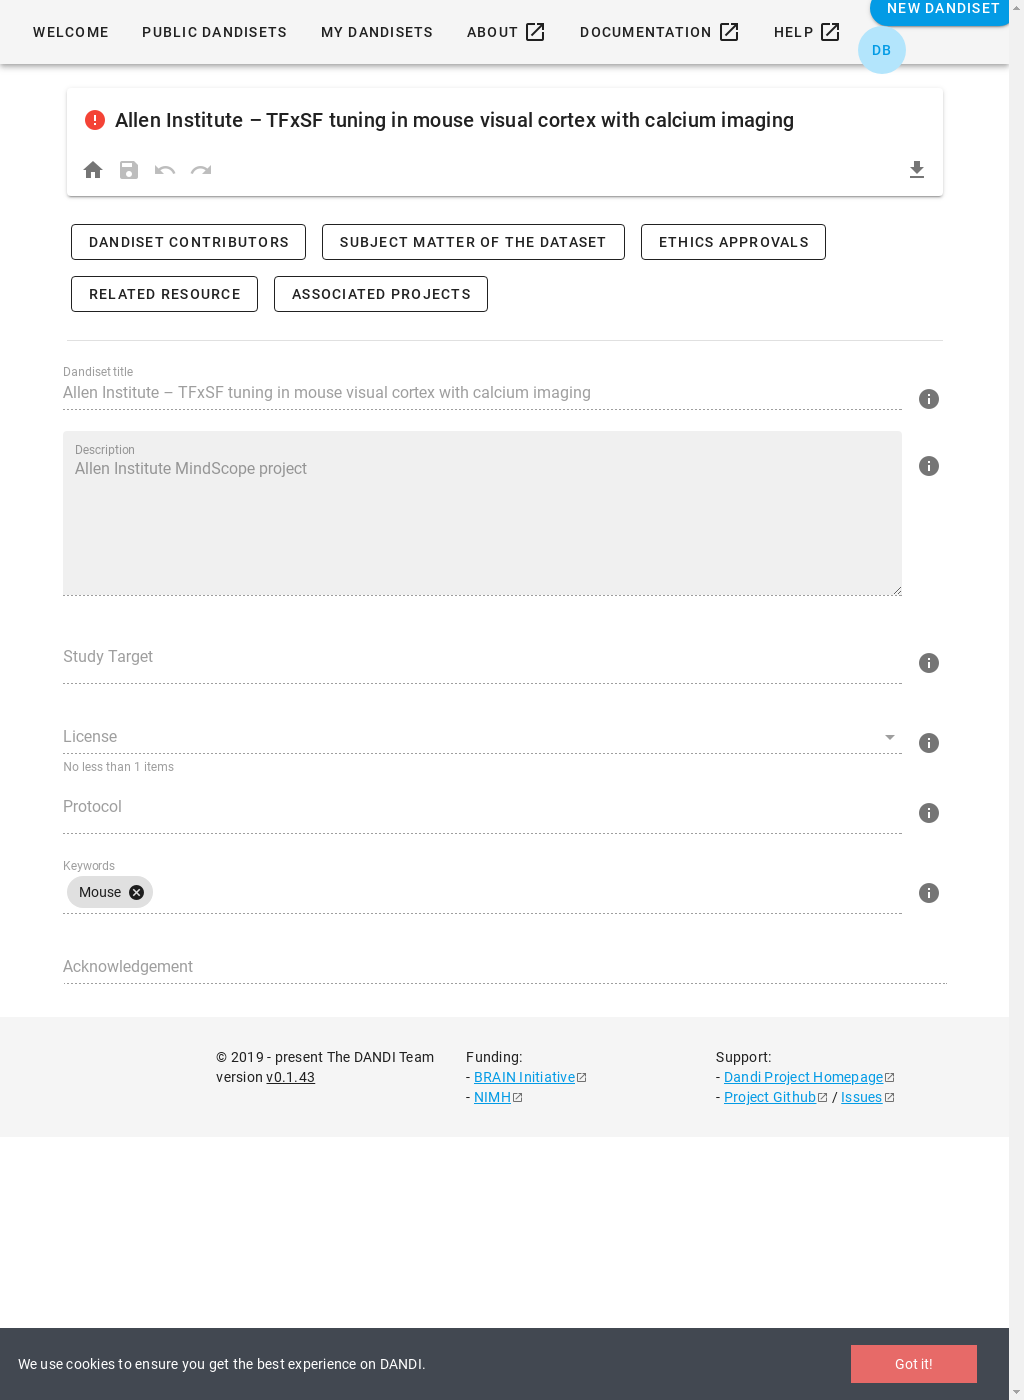 WELCOME PUBLIC DANDISETS MY DANDISETS ABOUT DOCUMENTATION HELP NEW DANDISET
DB
Allen Institute – TFxSF tuning in mouse visual cortex with calcium imaging
DANDISET CONTRIBUTORS SUBJECT MATTER OF THE DATASET ETHICS APPROVALS
RELATED RESOURCE ASSOCIATED PROJECTS
Dandiset title
Allen Institute – TFxSF tuning in mouse visual cortex with calcium imaging
Description
Allen Institute MindScope project
Study Target
License
No less than 1 items
Protocol
Keywords
Mouse
Acknowledgement
© 2019 - present The DANDI Team
version v0.1.43
Funding:
- BRAIN Initiative
- NIMH
Support:
- Dandi Project Homepage
- Project Github / Issues
We use cookies to ensure you get the best experience on DANDI.
Got it!